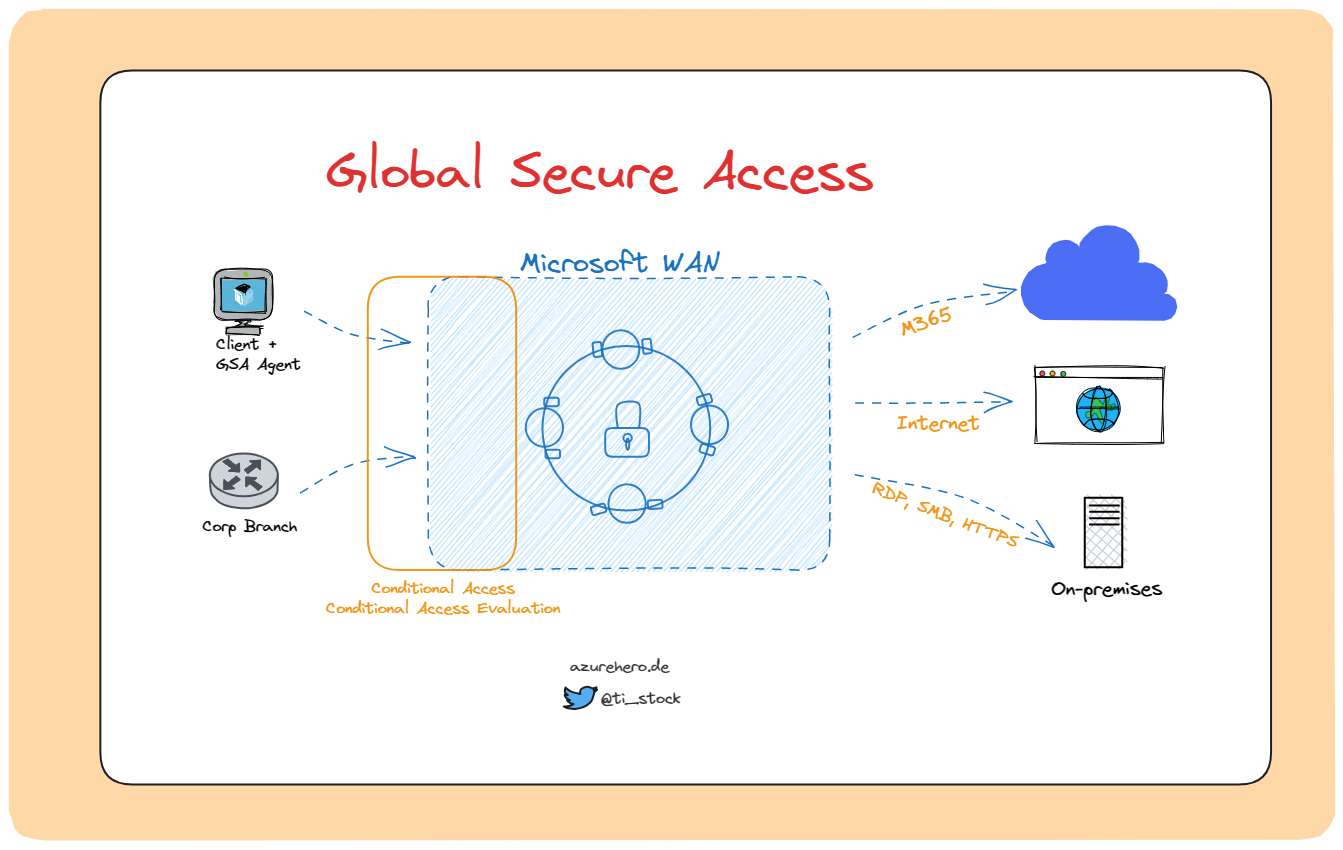 Global Secure Access
Microsoft WAN
Client +
GSA Agent
Corp Branch
M365
Internet
RDP, SMB, HTTPS
On-premises
Conditional Access
Conditional Access Evaluation
azurehero.de
@ti_stock